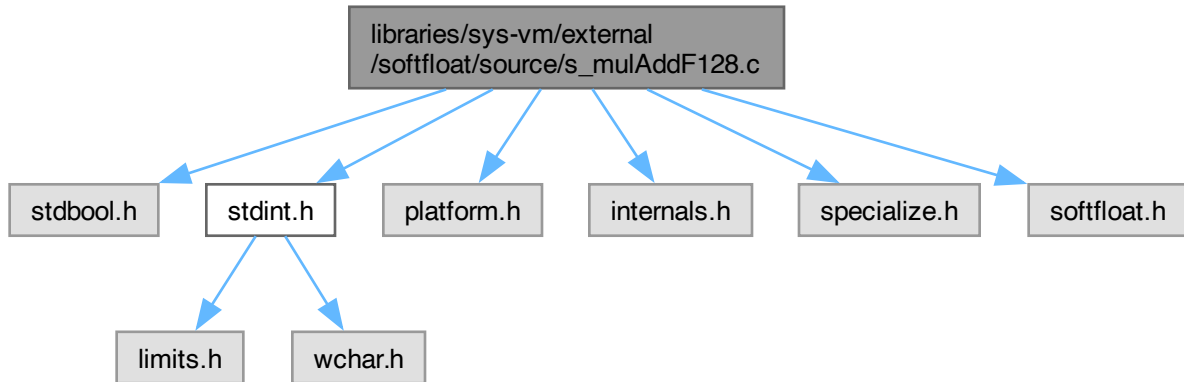 libraries/sys-vm/external
/softfloat/source/s_mulAddF128.c
stdbool.h
stdint.h
platform.h
internals.h
specialize.h
softfloat.h
limits.h
wchar.h